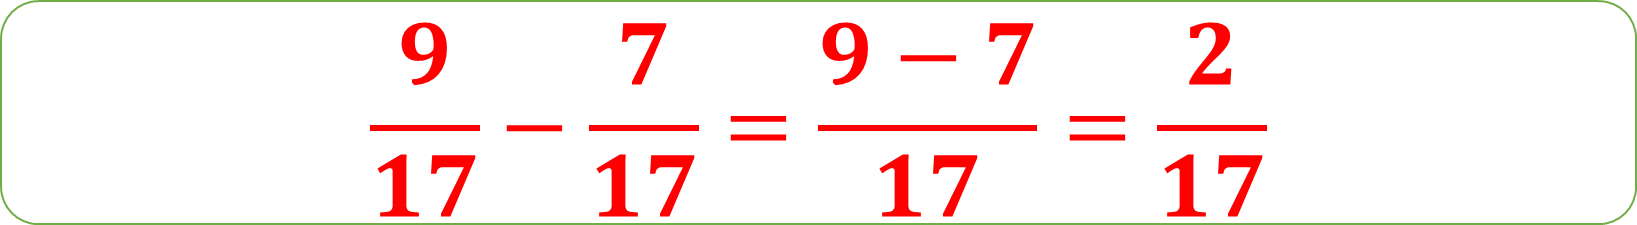 9/17 − 7/17 = 9 − 7/17 = 2/17